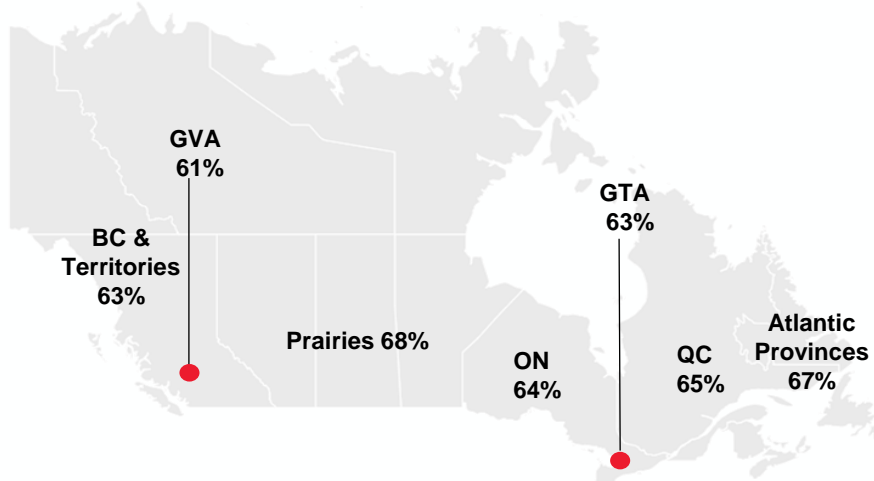 GVA
61%
GTA
63%
BC &
Territories
63%
Prairies 68%
ON
64%
QC
65%
Atlantic
Provinces
67%